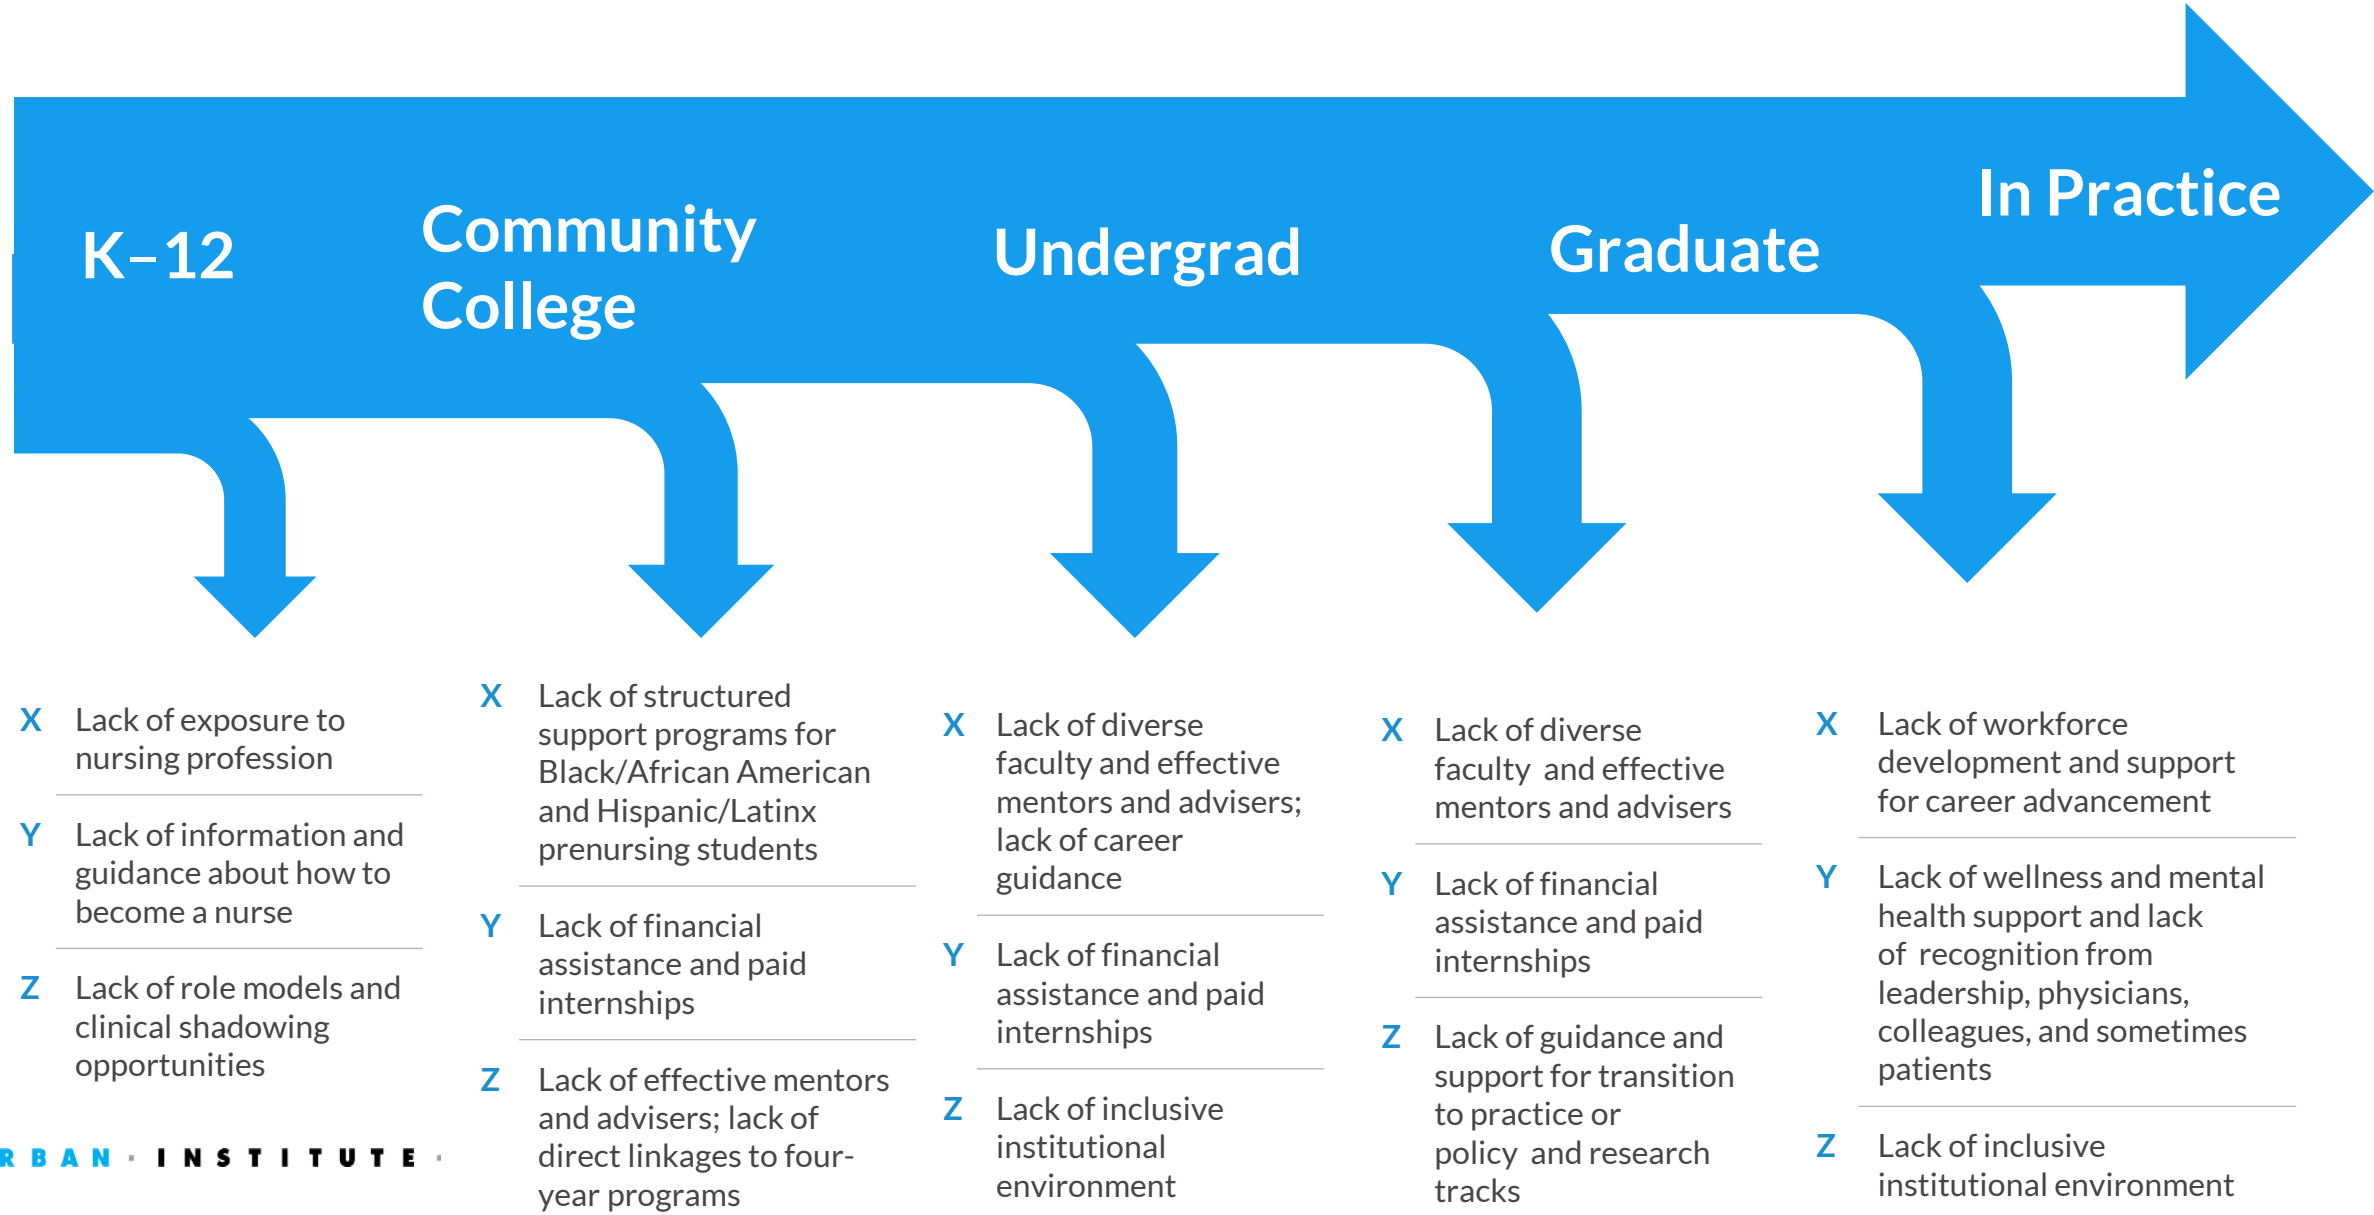 K–12
Community
College
Undergrad
Graduate
In Practice
X Lack of exposure to
nursing profession
Y Lack of information and
guidance about how to
become a nurse
Z Lack of role models and
clinical shadowing
opportunities
X Lack of structured
support programs for
Black/African American
and Hispanic/Latinx
prenursing students
Y Lack of financial
assistance and paid
internships
Z Lack of effective mentors
and advisers; lack of
direct linkages to four-
year programs
X Lack of diverse
faculty and effective
mentors and advisers;
lack of career
guidance
Y Lack of financial
assistance and paid
internships
Z Lack of inclusive
institutional
environment
X Lack of diverse
faculty and effective
mentors and advisers
Y Lack of financial
assistance and paid
internships
Z Lack of guidance and
support for transition
to practice or
policy and research
tracks
X Lack of workforce
development and support
for career advancement
Y Lack of wellness and mental
health support and lack
of recognition from
leadership, physicians,
colleagues, and sometimes
patients
Z Lack of inclusive
institutional environment
RBAN · INSTITUTE ·